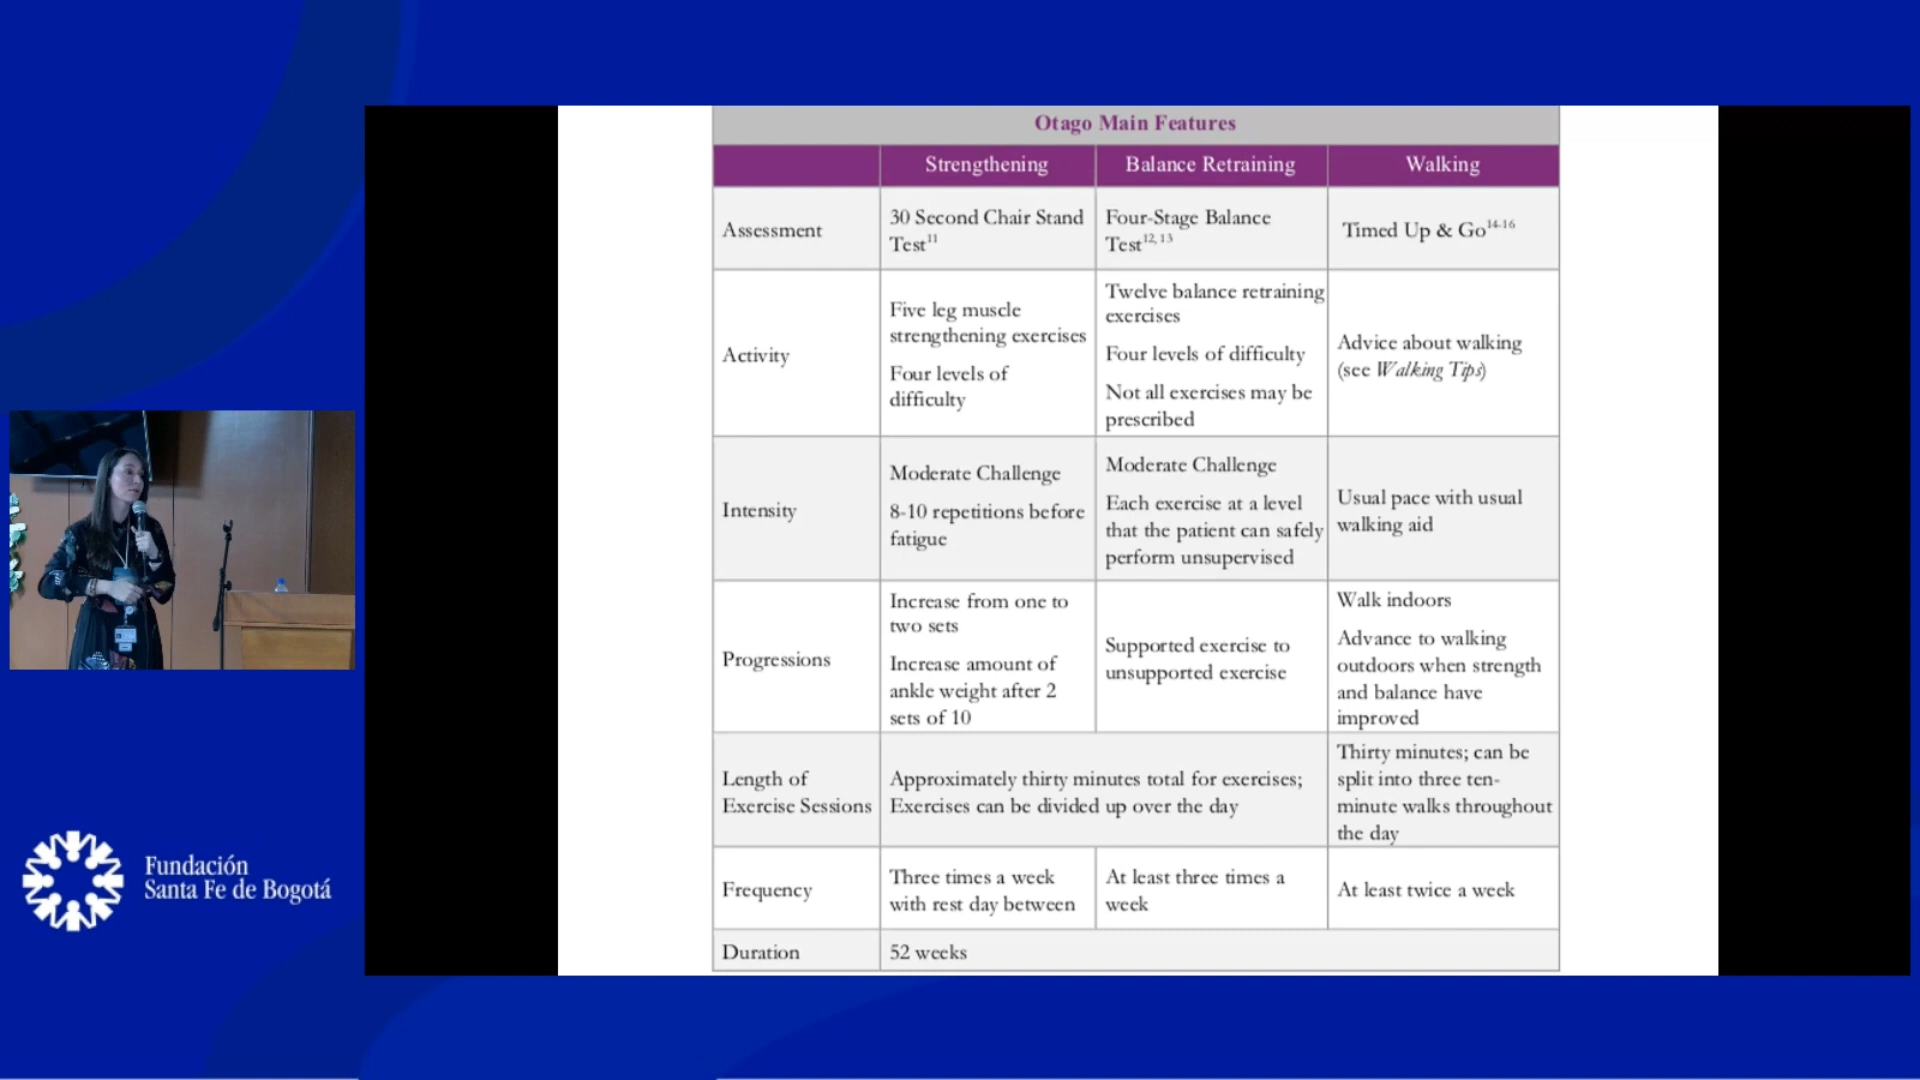 Otago Main Features
Strengthening
Balance Retraining
Walking
Assessment
30 Second Chair Stand
Test11
Four-Stage Balance
Test12, 13
Timed Up & Go14-16
Activity
Five leg muscle
strengthening exercises
Four levels of
difficulty
Twelve balance retraining
exercises
Four levels of difficulty
Not all exercises may be
prescribed
Advice about walking
(see Walking Tips)
Intensity
Moderate Challenge
8-10 repetitions before
fatigue
Moderate Challenge
Each exercise at a level
that the patient can safely
perform unsupervised
Usual pace with usual
walking aid
Progressions
Increase from one to
two sets
Increase amount of
ankle weight after 2
sets of 10
Supported exercise to
unsupported exercise
Walk indoors
Advance to walking
outdoors when strength
and balance have
improved
Length of
Exercise Sessions
Approximately thirty minutes total for exercises;
Exercises can be divided up over the day
Thirty minutes; can be
split into three ten-
minute walks throughout
the day
Frequency
Three times a week
with rest day between
At least three times a
week
At least twice a week
Duration
52 weeks
Fundación
Santa Fe de Bogotá